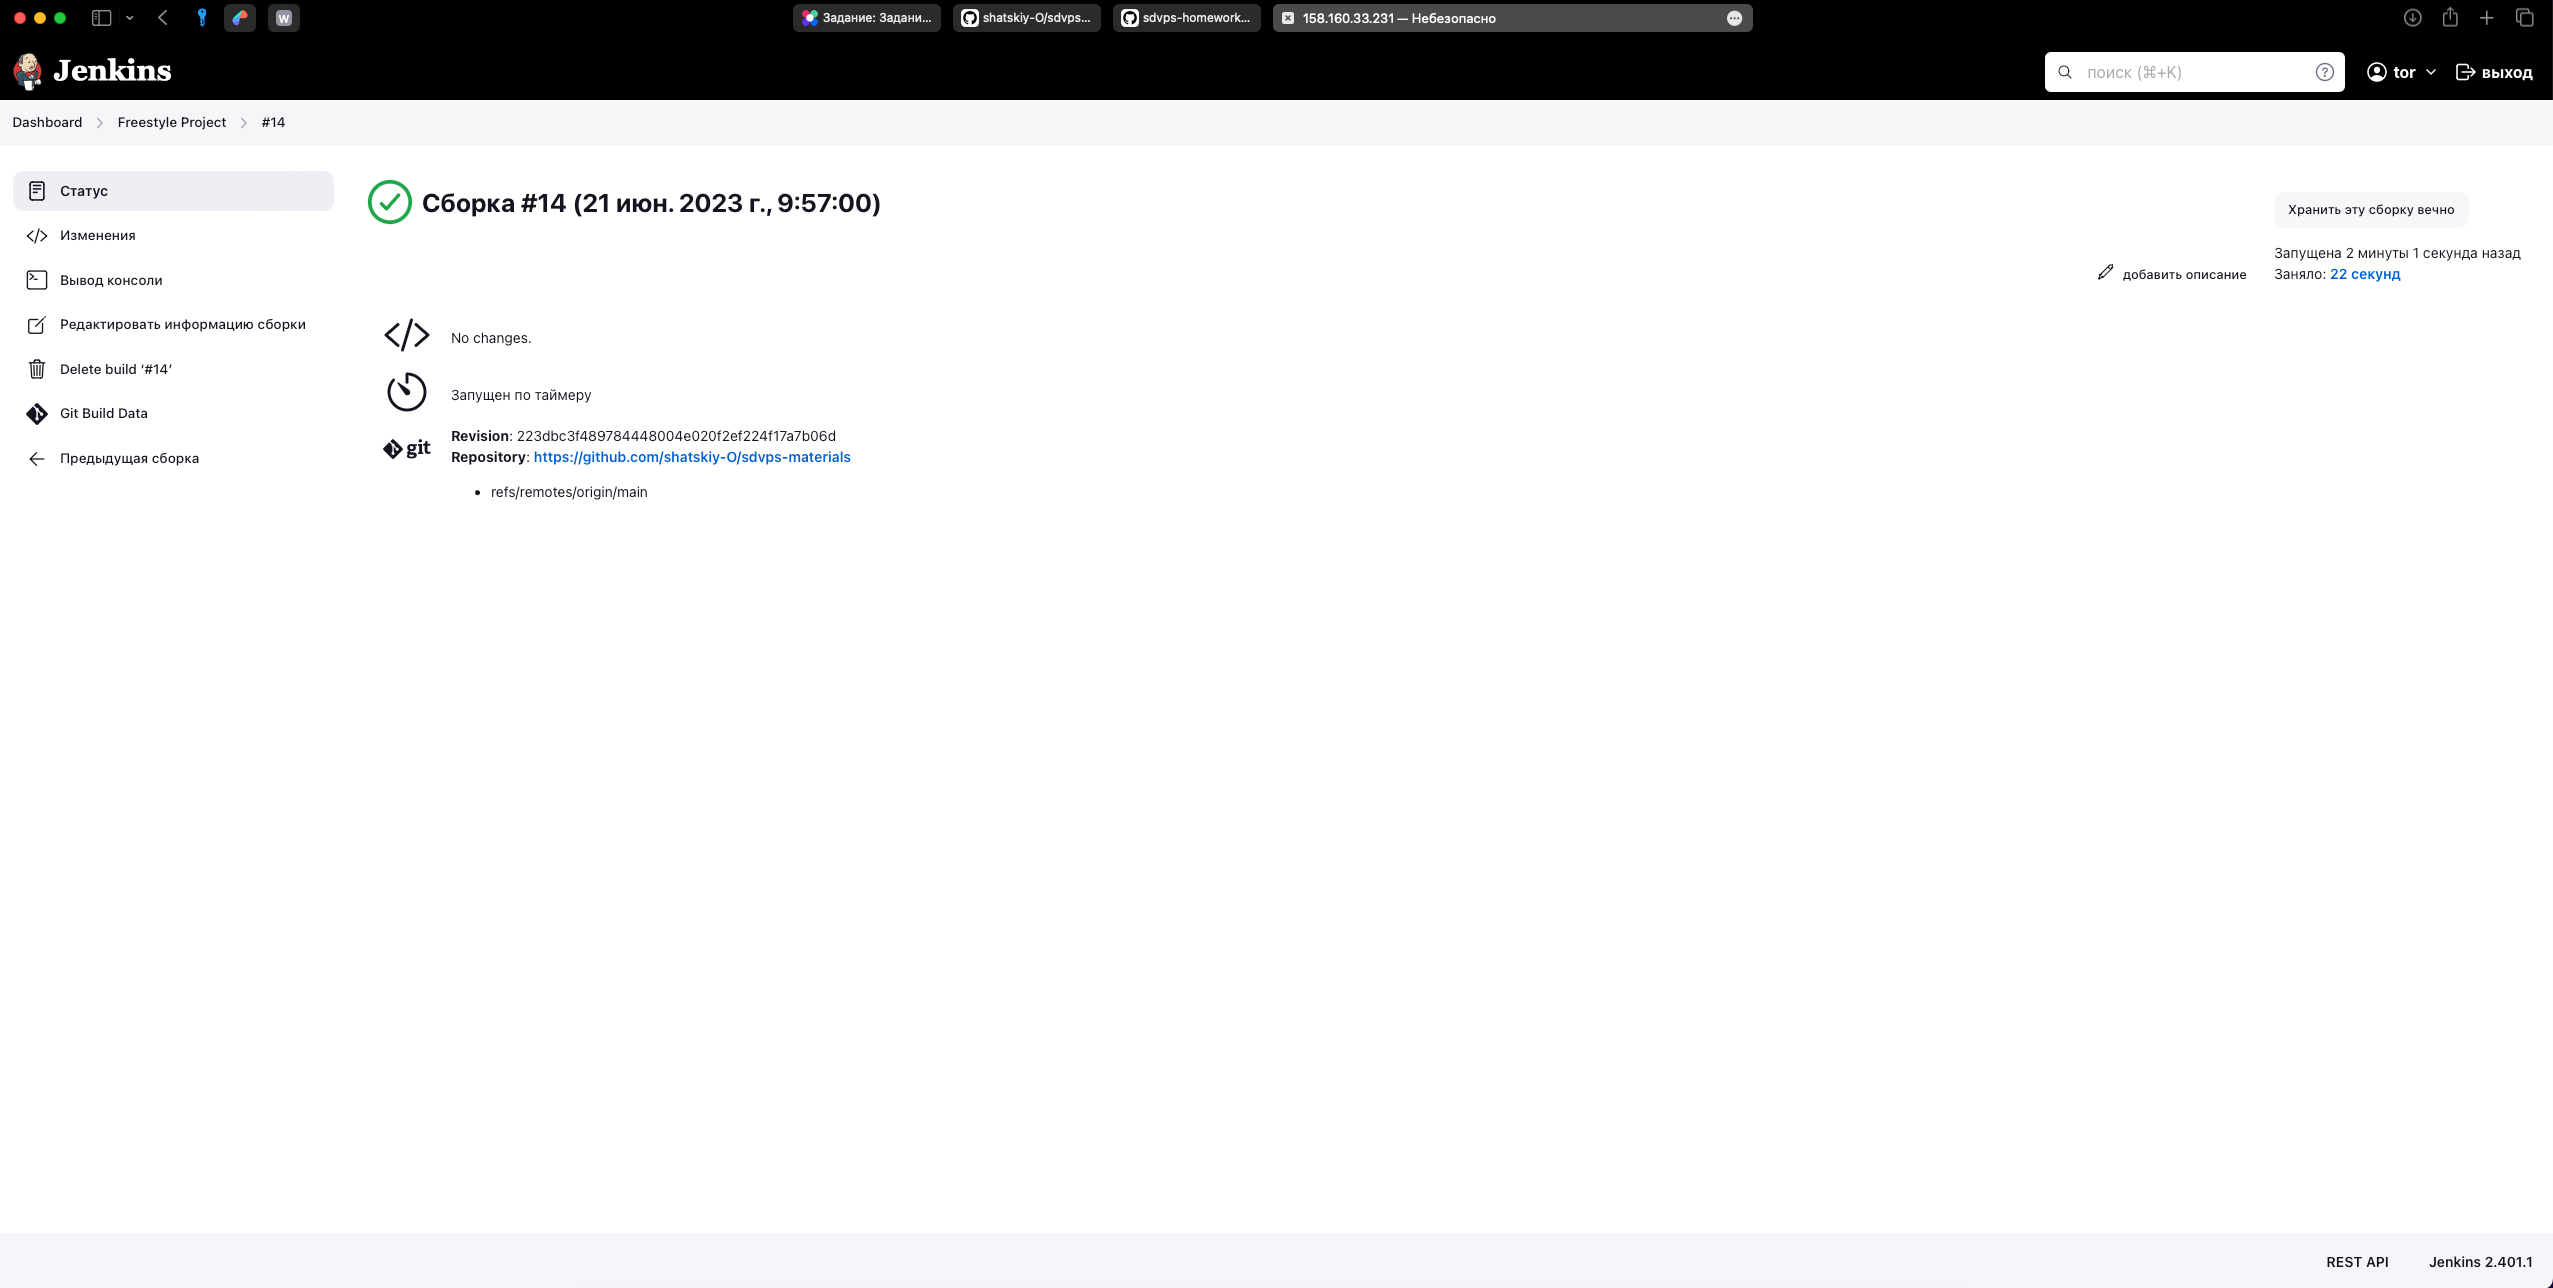 Задание: Задани...
shatskiy-O/sdvps...
sdvps-homework...
158.160.33.231 — Небезопасно
W
Jenkins
поиск (⌘+K)
tor
выход
Dashboard
Freestyle Project
#14
Статус
Изменения
Вывод консоли
Редактировать информацию сборки
Delete build ‘#14’
Git Build Data
Предыдущая сборка
Сборка #14 (21 июн. 2023 г., 9:57:00)
Хранить эту сборку вечно
Запущена 2 минуты 1 секунда назад
Заняло: 22 секунд
добавить описание
No changes.
Запущен по таймеру
git
Revision: 223dbc3f489784448004e020f2ef224f17a7b06d
Repository: https://github.com/shatskiy-O/sdvps-materials
• refs/remotes/origin/main
REST API
Jenkins 2.401.1